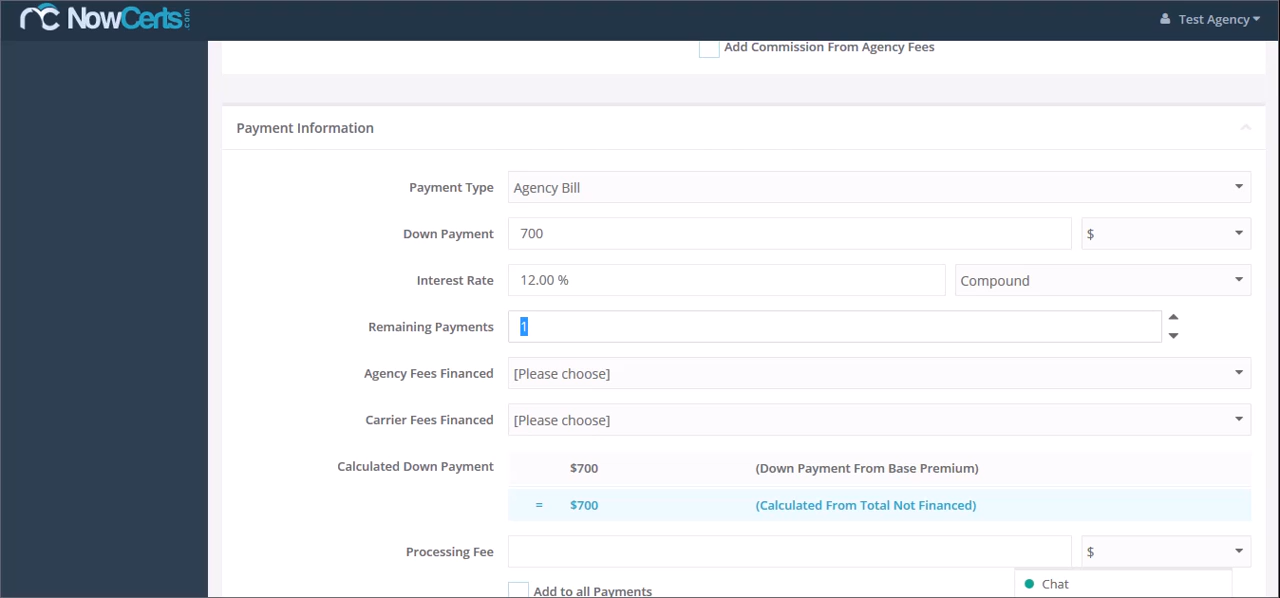 NowCerts.com
Test Agency
Add Commission From Agency Fees
Payment Information
Payment Type Agency Bill
Down Payment 700 $
Interest Rate 12.00 % Compound
Remaining Payments 1
Agency Fees Financed [Please choose]
Carrier Fees Financed [Please choose]
Calculated Down Payment $700 (Down Payment From Base Premium)
= $700 (Calculated From Total Not Financed)
Processing Fee $
Add to all Payments
Chat